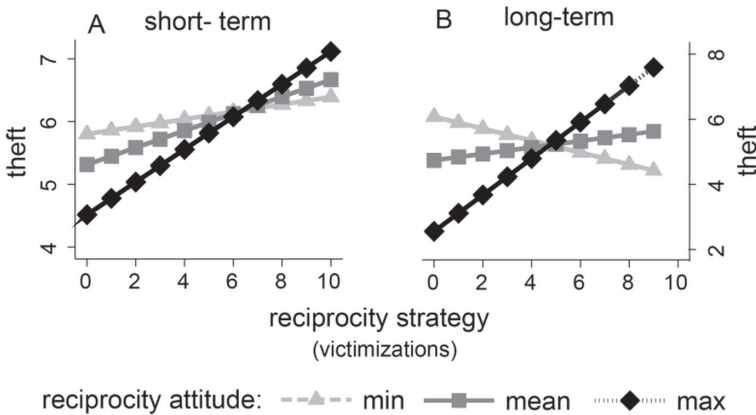 A short- term
B long-term
7
6
5
4
theft
8
6
4
2
theft
0 2 4 6 8 10
0 2 4 6 8 10
reciprocity strategy
(victimizations)
reciprocity attitude: min mean max